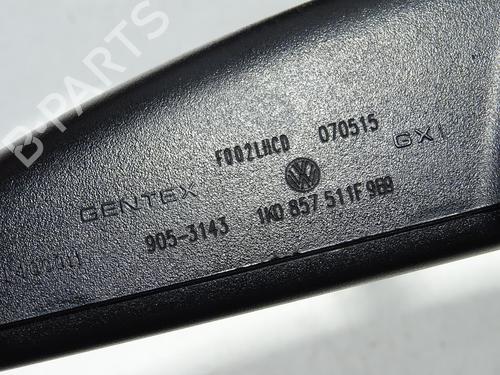 B-PARTS
F002LHCD 070515
GENTEX GXI
905-3143 1K0 857 511F 9B9